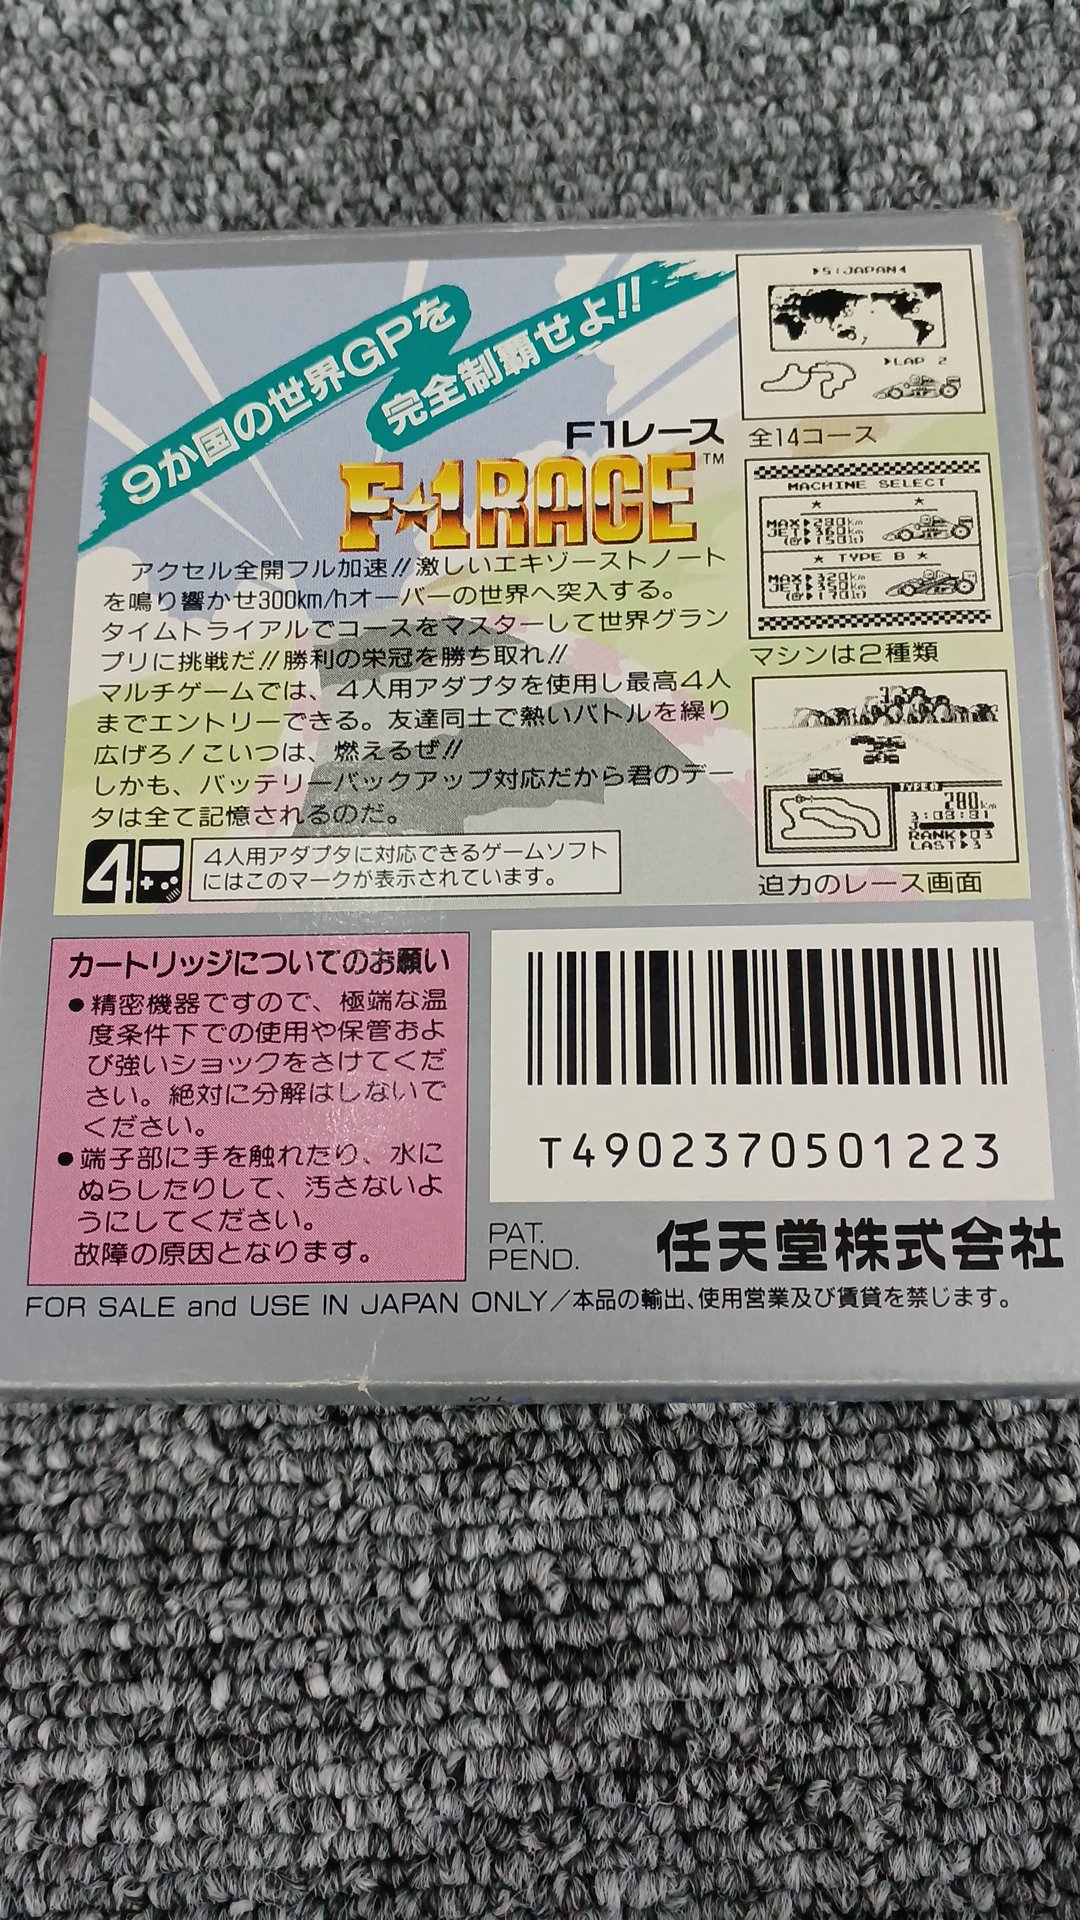 9か国の世界GPを
完全制覇せよ!!
F1レース
F★1RACE™
アクセル全開フル加速!!激しいエキゾーストノート
を鳴り響かせ300km/hオーバーの世界へ突入する。
タイムトライアルでコースをマスターして世界グラン
プリに挑戦だ!!勝利の栄冠を勝ち取れ!!
マルチゲームでは、4人用アダプタを使用し最高4人
までエントリーできる。友達同士で熱いバトルを繰り
広げろ!こいつは、燃えるぜ!!
しかも、バッテリーバックアップ対応だから君のデー
タは全て記憶されるのだ。
4
4人用アダプタに対応できるゲームソフト
にはこのマークが表示されています。
5:JAPAN
LAP 2
全14コース
MACHINE SELECT
★ ★
MAX 280km
JET 360km
★ TYPE B ★
MAX 320km
JET 350km
マシンは2種類
TYPE A
280km
RANK 03
LAST 3
迫力のレース画面
カートリッジについてのお願い
●精密機器ですので、極端な温
度条件下での使用や保管およ
び強いショックをさけてくだ
さい。絶対に分解はしないで
ください。
●端子部に手を触れたり、水に
ぬらしたりして、汚さないよ
うにしてください。
故障の原因となります。
T4902370501223
PAT.
PEND.
任天堂株式会社
FOR SALE and USE IN JAPAN ONLY/本品の輸出、使用営業及び賃貸を禁じます。